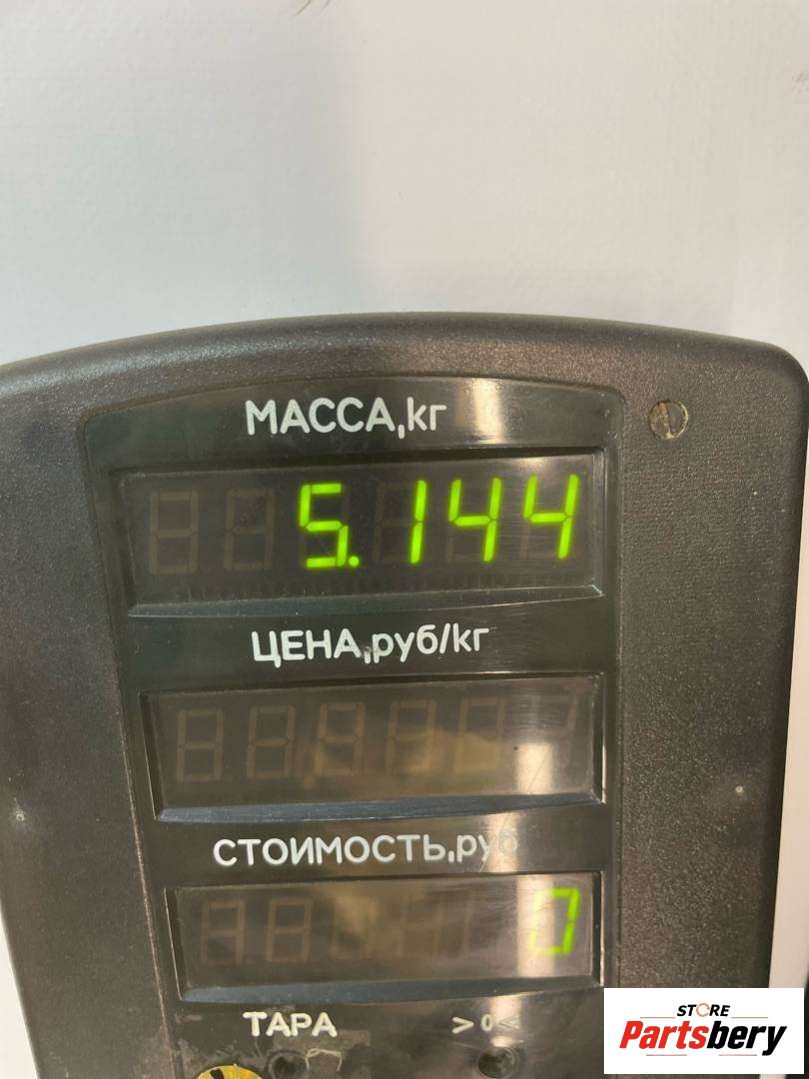 МАССА,кг
5.144
ЦЕНА,руб/кг
СТОИМОСТЬ,руб
0
ТАРА >0<
STORE
Partsbery